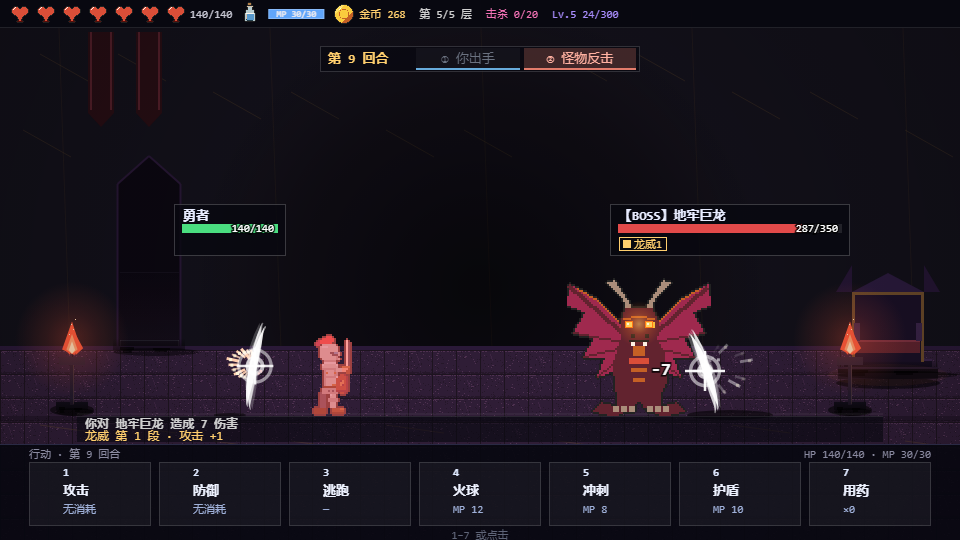 140/140 MP 30/30 金币 268 第 5/5 层 击杀 0/20 Lv.5 24/300
第 9 回合 ① 你出手 ② 怪物反击
勇者
140/140
【BOSS】地牢巨龙
287/350
龙威1
-7
你对 地牢巨龙 造成 7 伤害
龙威 第 1 段 · 攻击 +1
行动 · 第 9 回合 HP 140/140 · MP 30/30
1 2 3 4 5 6 7
攻击 防御 逃跑 火球 冲刺 护盾 用药
无消耗 无消耗 — MP 12 MP 8 MP 10 ×0
1-7 或点击